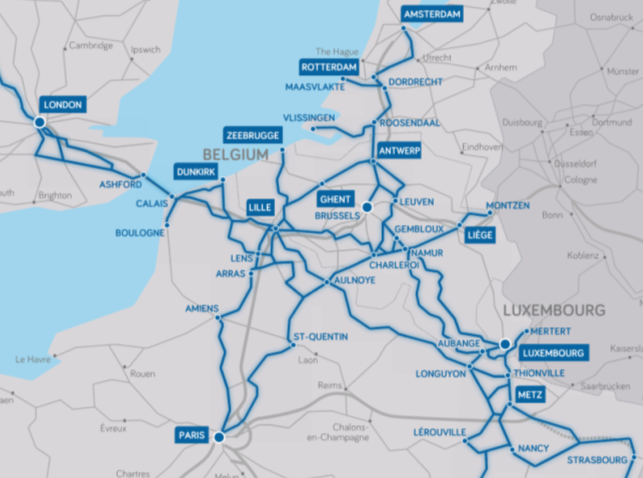 Zwolle
AMSTERDAM
Osnabruck
Cambridge
Ipswich
The Hague
Utrecht
ROTTERDAM
Arnhem
Münster
MAASVLAKTE
DORDRECHT
LONDON
VLISSINGEN
ROOSENDAAL
Duisburg
Dortmund
Essen
ZEEBRUGGE
BELGIUM
ANTWERP
Eindhoven
Düsseldorf
DUNKIRK
Cologne
ASHFORD
Brighton
CALAIS
LILLE
GHENT
BRUSSELS
LEUVEN
MONTZEN
Bonn
BOULOGNE
GEMBLOUX
LIÈGE
LENS
NAMUR
Koblenz
CHARLEROI
ARRAS
AULNOYE
AMIENS
LUXEMBOURG
MERTERT
ST-QUENTIN
AUBANGE
LUXEMBOURG
Le Havre
Laon
Rouen
LONGUYON
THIONVILLE
Saarbrücken
Reims
METZ
Évreux
PARIS
Chalons-
en-Champagne
LÉROUVILLE
NANCY
STRASBOURG
Chartres